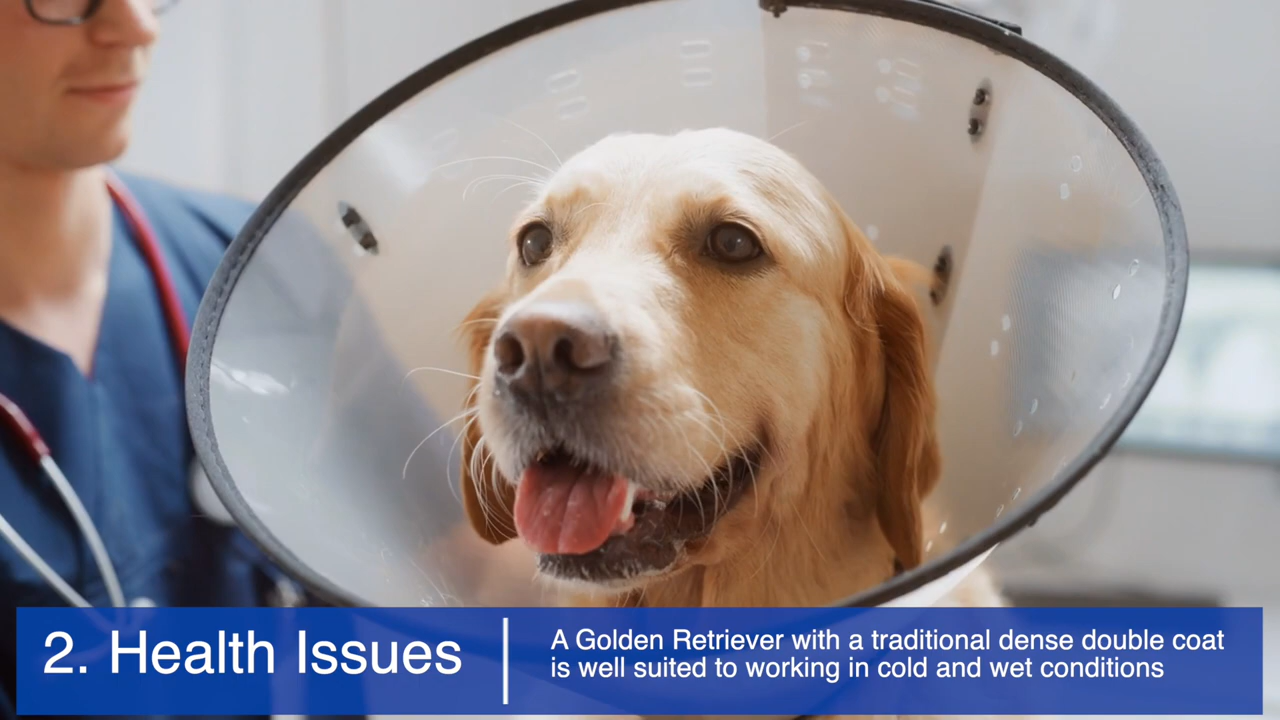 2. Health Issues
A Golden Retriever with a traditional dense double coat
is well suited to working in cold and wet conditions